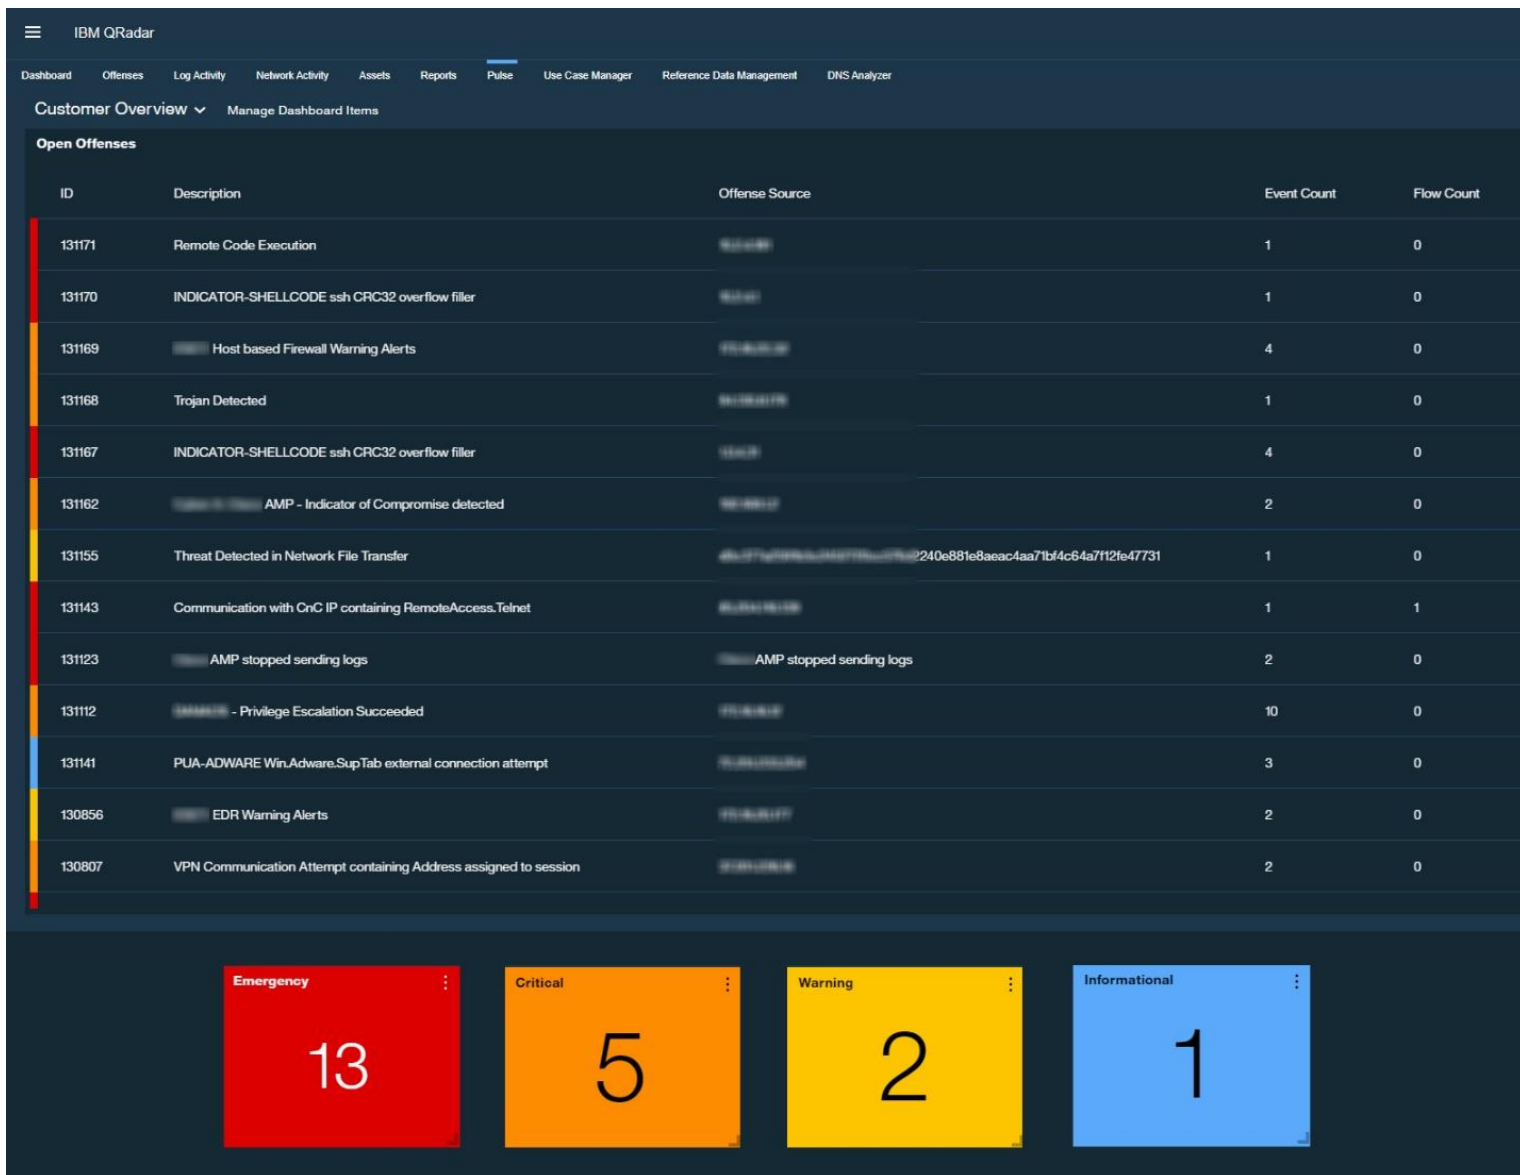 IBM QRadar
Dashboard Offenses Log Activity Network Activity Assets Reports Pulse Use Case Manager Reference Data Management DNS Analyzer
Customer Overview Manage Dashboard Items
Open Offenses
ID Description Offense Source Event Count Flow Count
131171 Remote Code Execution 1 0
131170 INDICATOR-SHELLCODE ssh CRC32 overflow filler 1 0
131169 Host based Firewall Warning Alerts 4 0
131168 Trojan Detected 1 0
131167 INDICATOR-SHELLCODE ssh CRC32 overflow filler 4 0
131162 AMP - Indicator of Compromise detected 2 0
131155 Threat Detected in Network File Transfer 2240e881e8aeac4aa71bf4c64a7f12fe47731 1 0
131143 Communication with CnC IP containing RemoteAccess.Telnet 1 1
131123 AMP stopped sending logs AMP stopped sending logs 2 0
131112 - Privilege Escalation Succeeded 10 0
131141 PUA-ADWARE Win.Adware.SupTab external connection attempt 3 0
130856 EDR Warning Alerts 2 0
130807 VPN Communication Attempt containing Address assigned to session 2 0
Emergency Critical Warning Informational
13 5 2 1